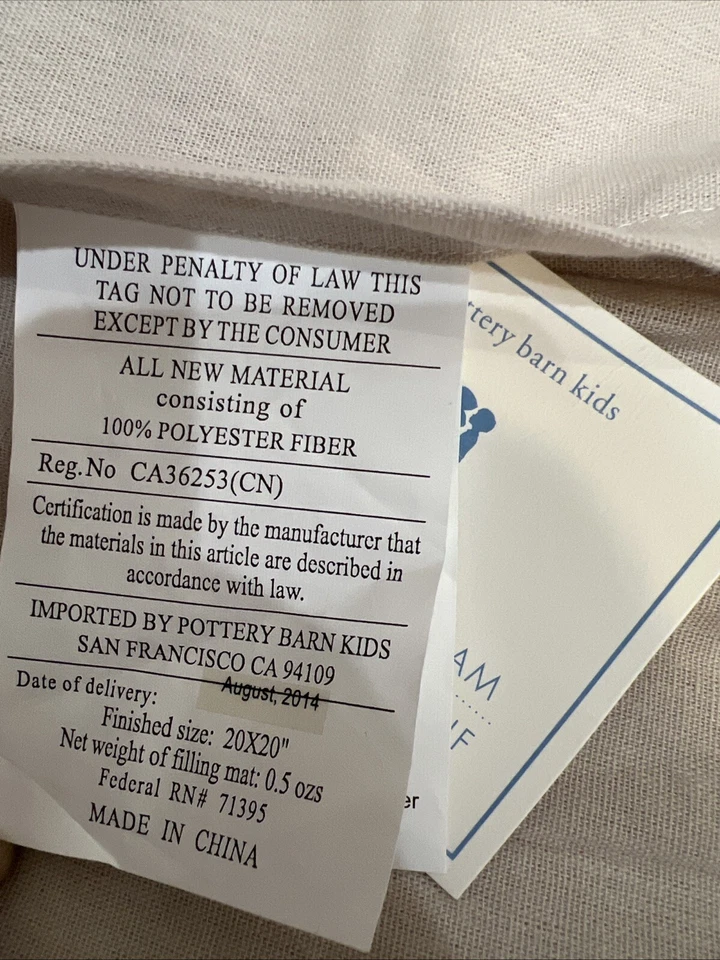 UNDER PENALTY OF LAW THIS
TAG NOT TO BE REMOVED
EXCEPT BY THE CONSUMER
ALL NEW MATERIAL
consisting of
100% POLYESTER FIBER
Reg.No CA36253(CN)
Certification is made by the manufacturer that
the materials in this article are described in
accordance with law.
IMPORTED BY POTTERY BARN KIDS
SAN FRANCISCO CA 94109
Date of delivery: August, 2014
Finished size: 20X20"
Net weight of filling mat: 0.5 ozs
Federal RN# 71395
MADE IN CHINA
ttery barn kids
AM
IF
er